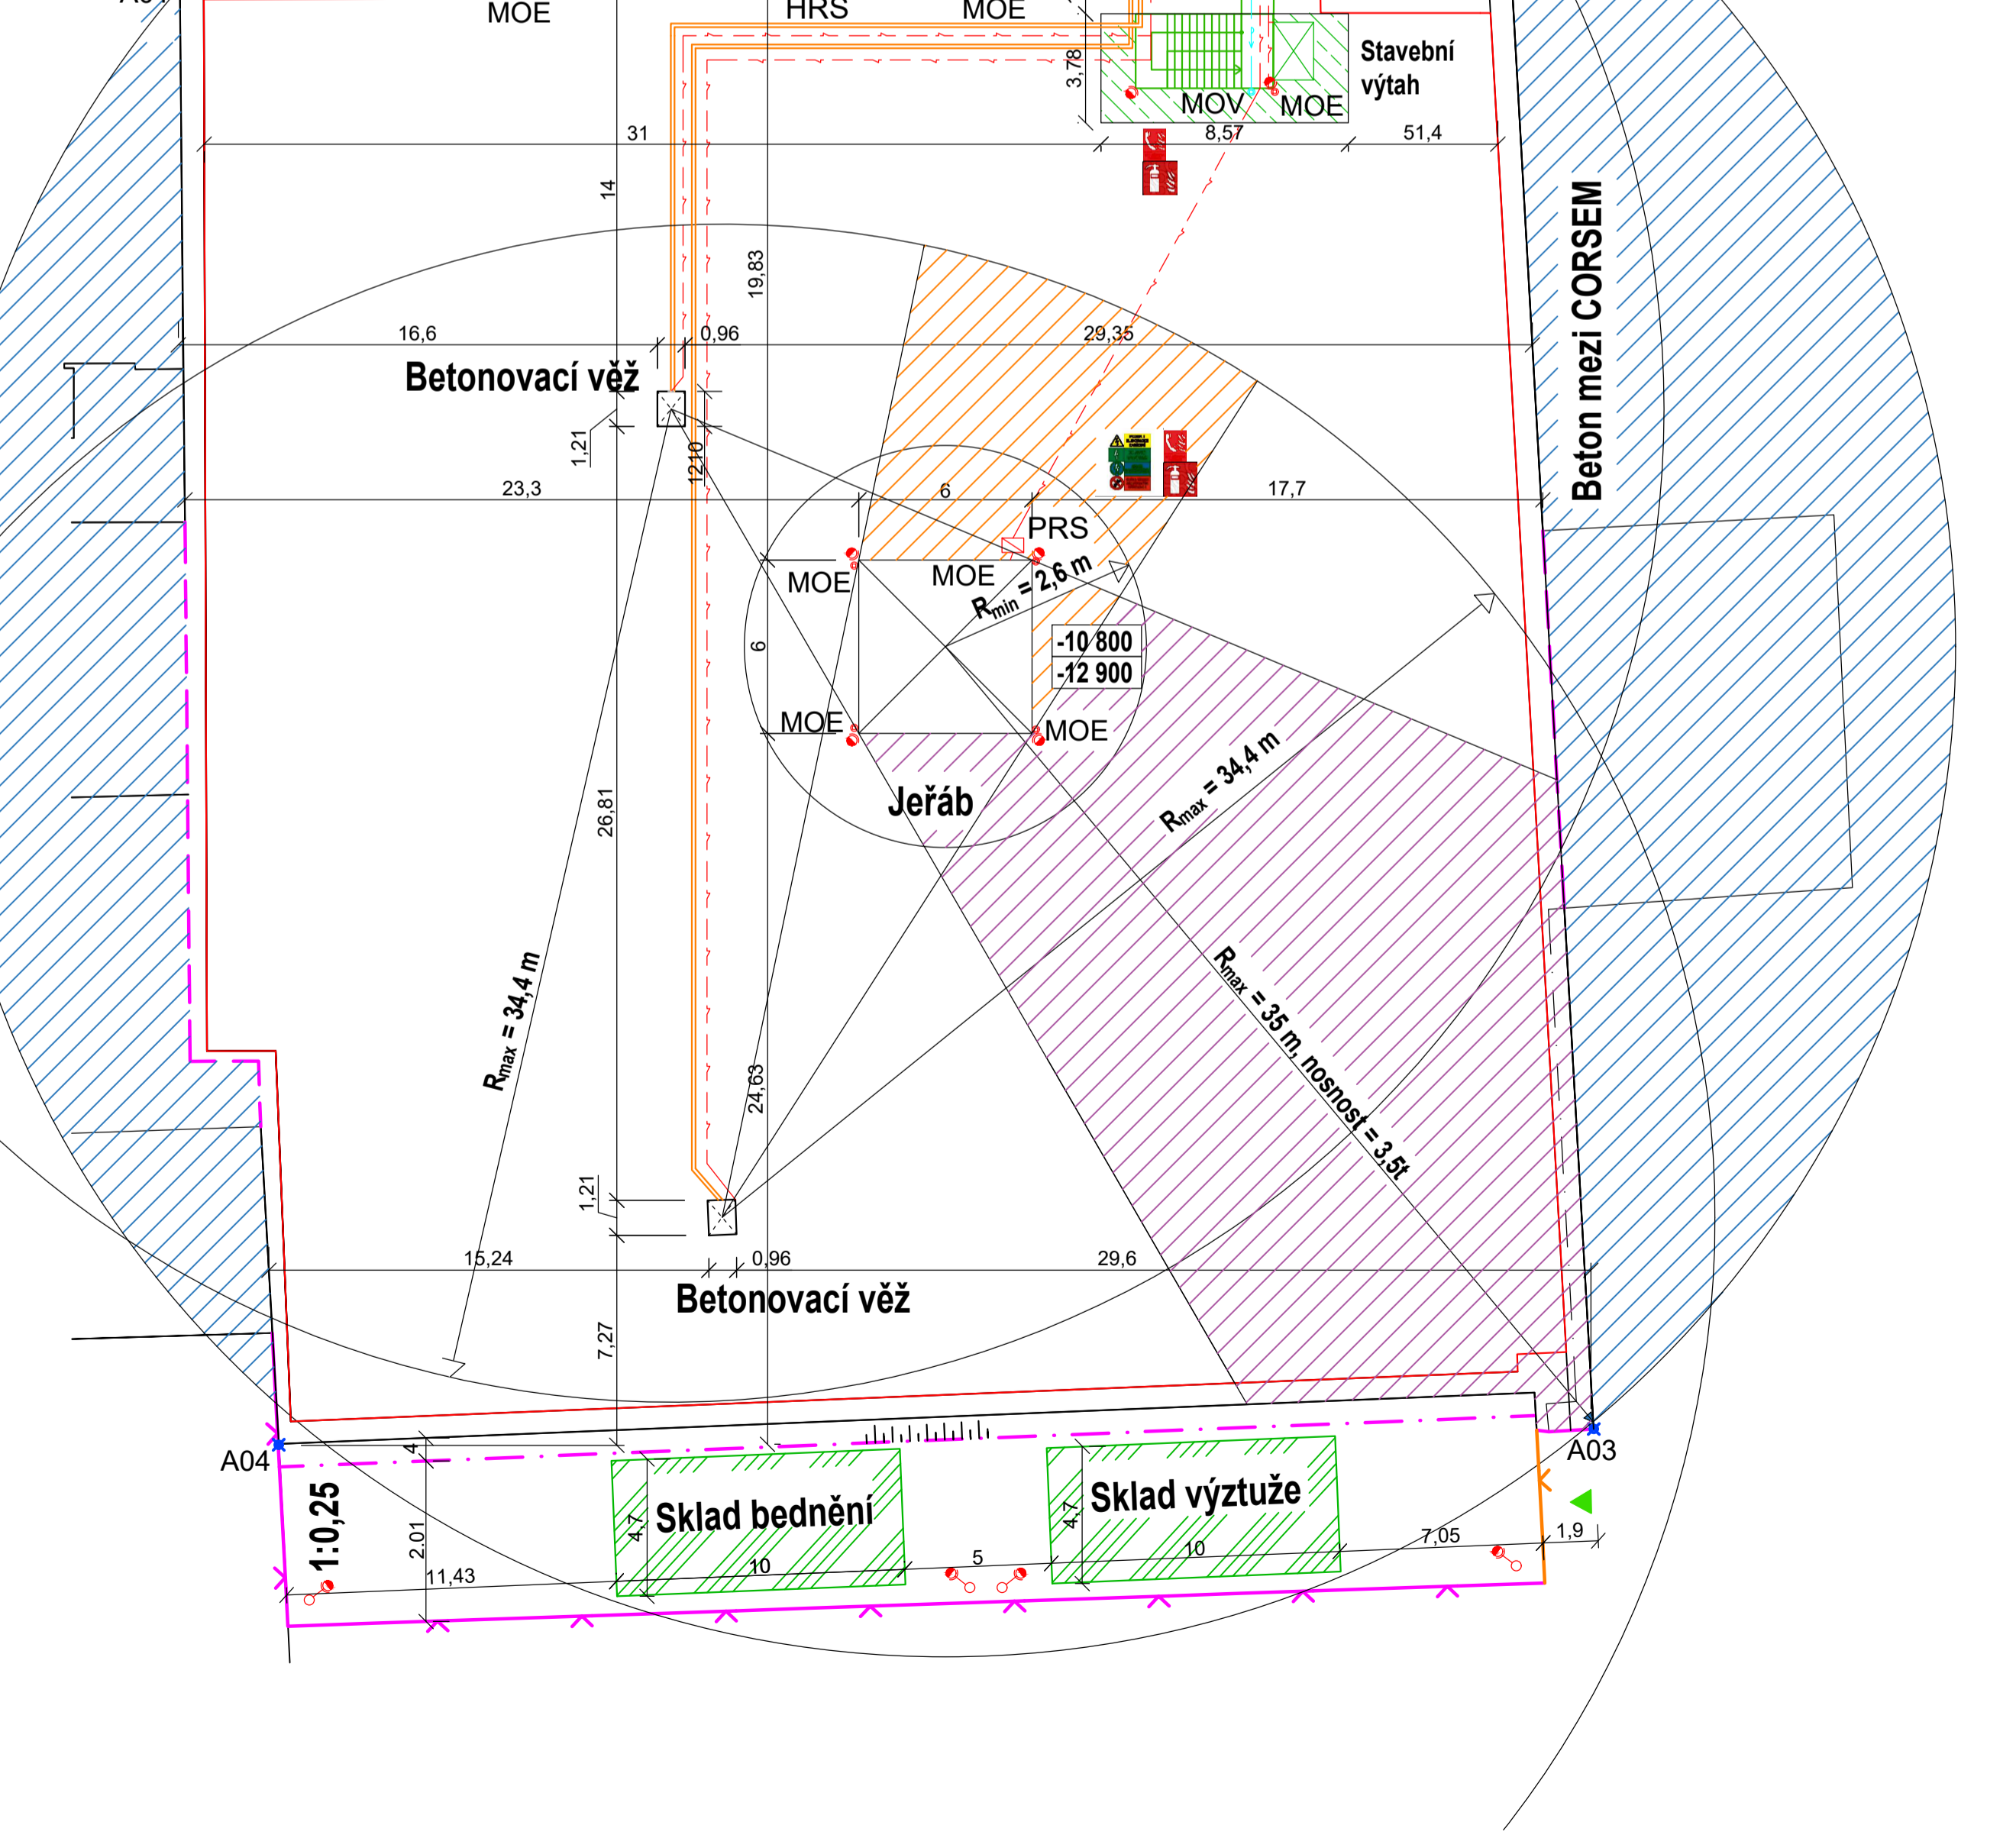 MOE
HRS
MOE
3,78
Stavební
výtah
MOV
MOE
31
8,57
51,4
14
19,83
Beton mezi CORSEM
16,6
0,96
29,35
Betonovací věž
1,21
1210
23,3
6
17,7
PRS
MOE
MOE
Rmin = 2,6 m
6
-10 800
-12 900
MOE
MOE
Jeřáb
Rmax = 34,4 m
26,81
Rmax = 34,4 m
Rmax = 35 m, nosnost = 3,5t
24,63
1,21
15,24
0,96
29,6
Betonovací věž
7,27
A04
4
A03
1:0,25
2.01
4,7
Sklad bednění
4,7
Sklad výztuže
11,43
10
5
10
7,05
1,9